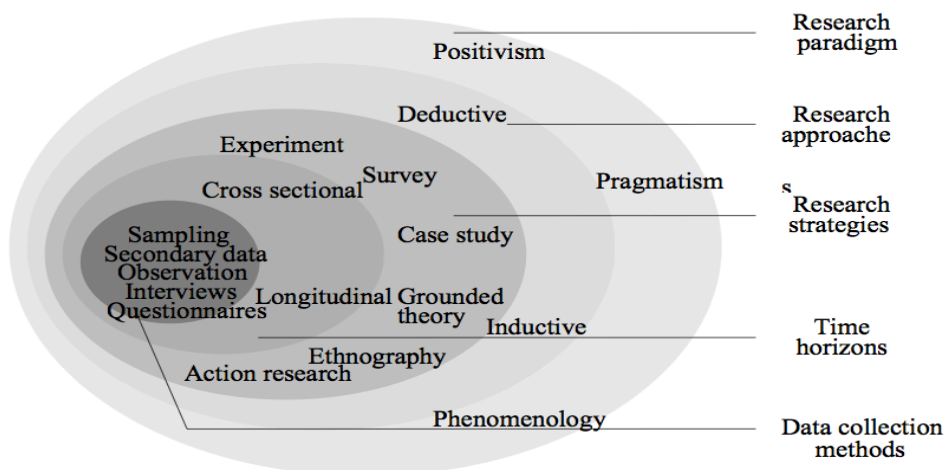 Positivism
Deductive
Experiment
Survey
Cross sectional
Pragmatism
Sampling
Secondary data
Observation
Interviews
Questionnaires
Case study
Longitudinal
Grounded
theory
Inductive
Ethnography
Action research
Phenomenology
Research
paradigm
Research
approache
s
Research
strategies
Time
horizons
Data collection
methods